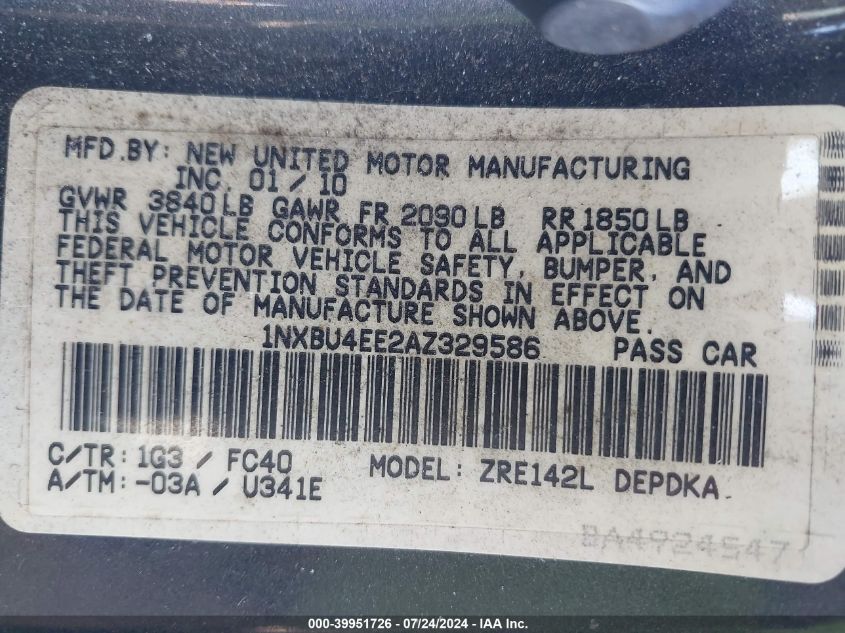 MFD.BY: NEW UNITED MOTOR MANUFACTURING
INC. 01/10
GVWR 3840LB GAWR FR 2090LB RR1850LB
THIS VEHICLE CONFORMS TO ALL APPLICABLE
FEDERAL MOTOR VEHICLE SAFETY, BUMPER, AND
THEFT PREVENTION STANDARDS IN EFFECT ON
THE DATE OF MANUFACTURE SHOWN ABOVE.
1NXBU4EE2AZ329586 PASS CAR
C/TR: 1G3 / FC40 MODEL: ZRE142L DEPDKA
A/TM: -03A / U341E
BA4924547
000-39951726 - 07/24/2024 - IAA Inc.